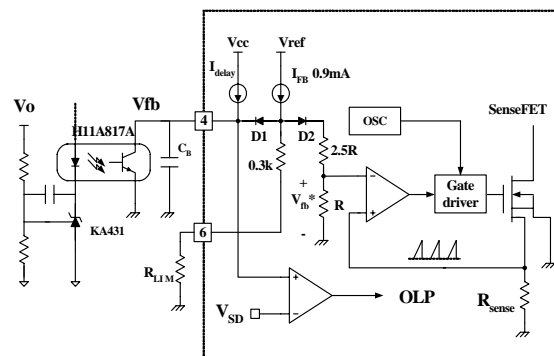 Vcc Vref
I_delay I_FB 0.9mA
Vo Vfb SenseFET
H11A817A 4 D1 D2 OSC
C_B 0.3k 2.5R
+ V_fb* - R
- +
Gate driver
KA431
6
R_LIM
+ -
V_SD OLP R_sense